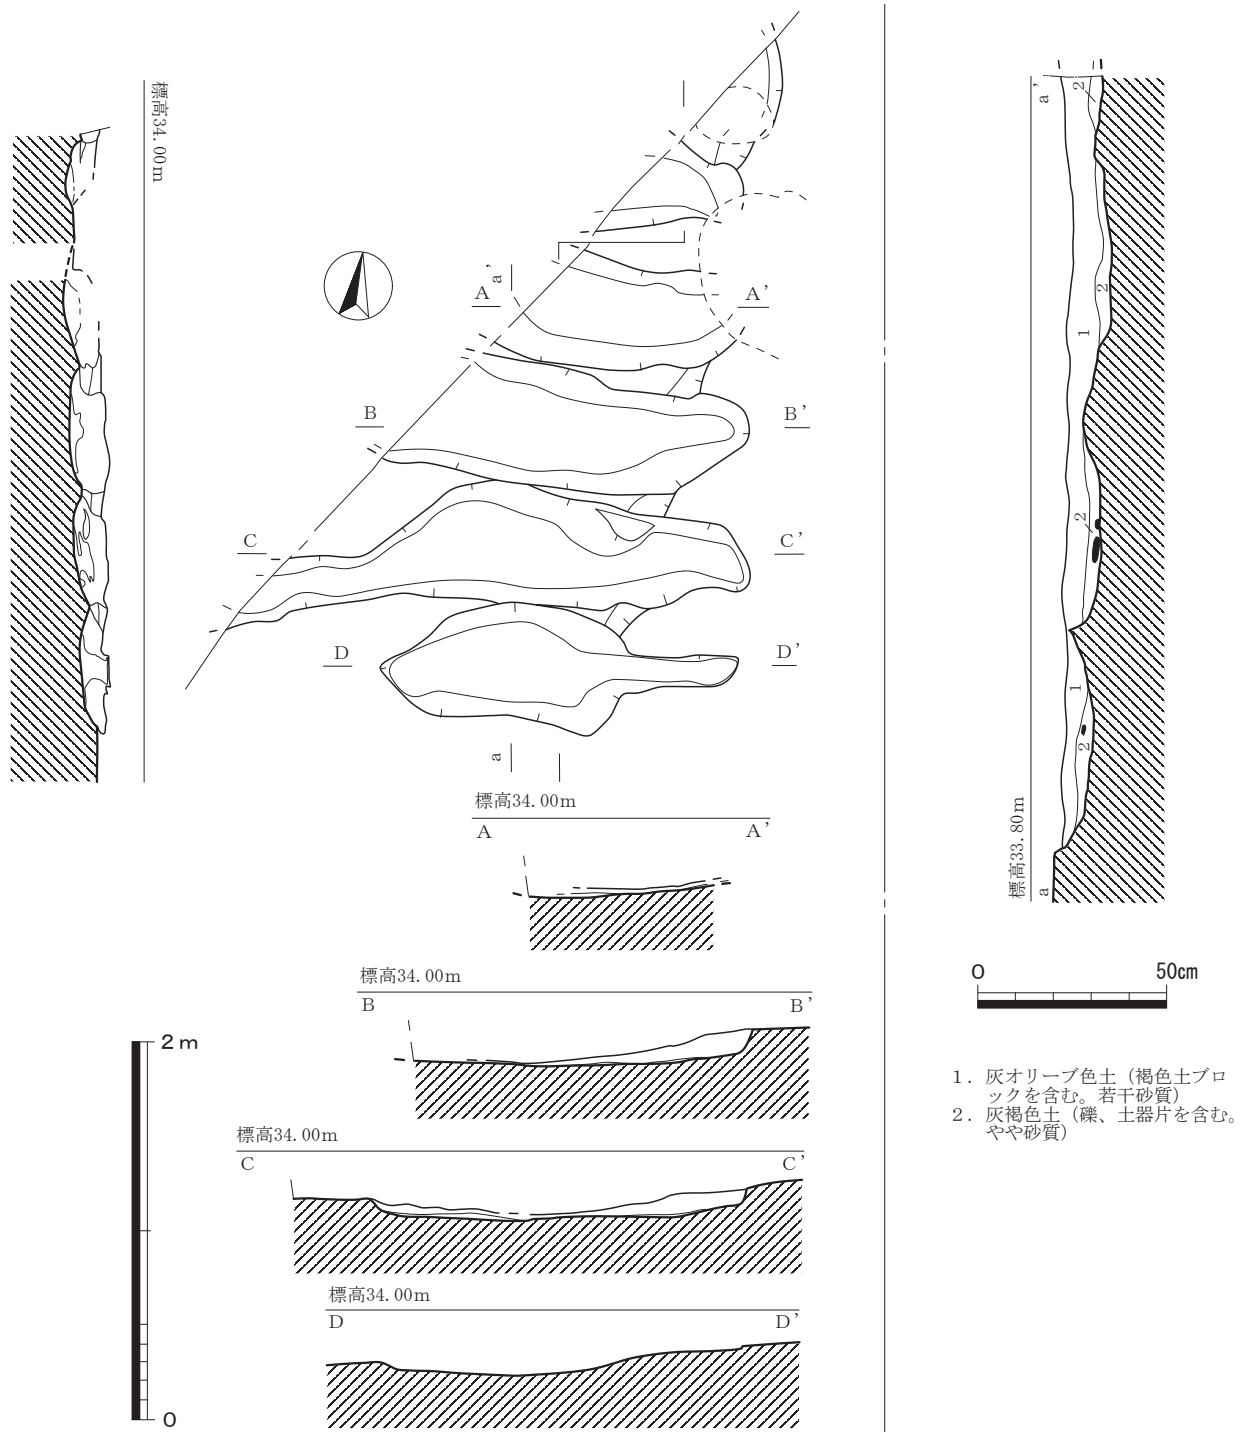 標高34.00m
a'
A
A'
B
B'
C
C'
D
D'
a
標高34.00m
A
A'
標高34.00m
B
B'
標高34.00m
C
C'
標高34.00m
D
D'
2m
0
a'
2
2
1
2
1
2
標高33.80m
a
0
50cm
1．灰オリーブ色土（褐色土ブロ
ックを含む。若干砂質）
2．灰褐色土（礫、土器片を含む。
やや砂質）